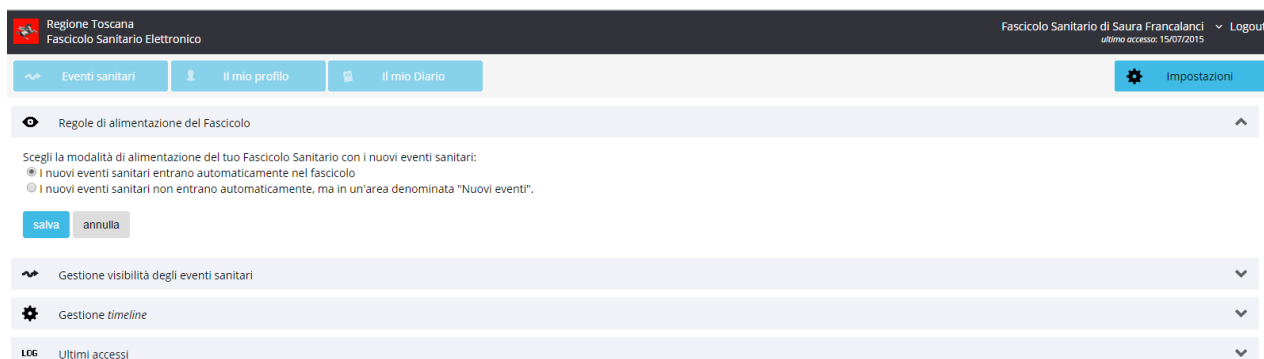 Regione Toscana
Fascicolo Sanitario Elettronico
Fascicolo Sanitario di Saura Francalanci
Logout
ultimo accesso: 15/07/2015
Eventi sanitari
Il mio profilo
Il mio Diario
Impostazioni
Regole di alimentazione del Fascicolo
Scegli la modalità di alimentazione del tuo Fascicolo Sanitario con i nuovi eventi sanitari:
I nuovi eventi sanitari entrano automaticamente nel fascicolo
I nuovi eventi sanitari non entrano automaticamente, ma in un'area denominata "Nuovi eventi".
salva
annulla
Gestione visibilità degli eventi sanitari
Gestione timeline
LOG
Ultimi accessi